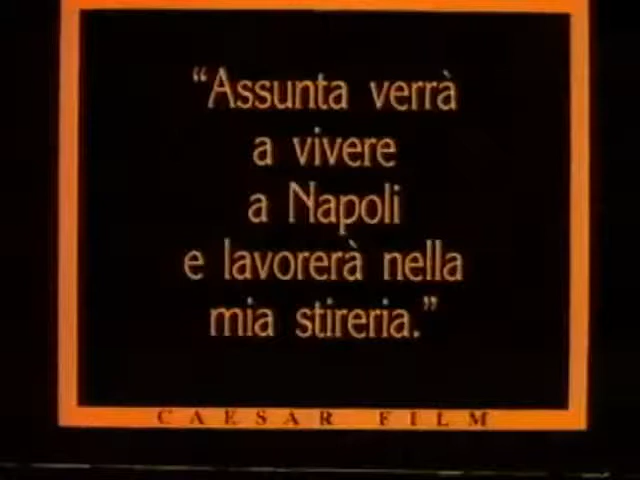 “Assunta verrà
a vivere
a Napoli
e lavorerà nella
mia stireria.”
CAESAR FILM